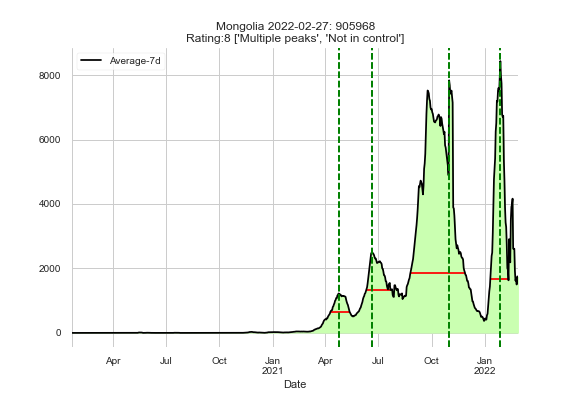 Mongolia 2022-02-27: 905968
Rating:8 ['Multiple peaks', 'Not in control']
Average-7d
8000
6000
4000
2000
0
Apr
Jul
Oct
Jan
2021
Apr
Jul
Oct
Jan
2022
Date